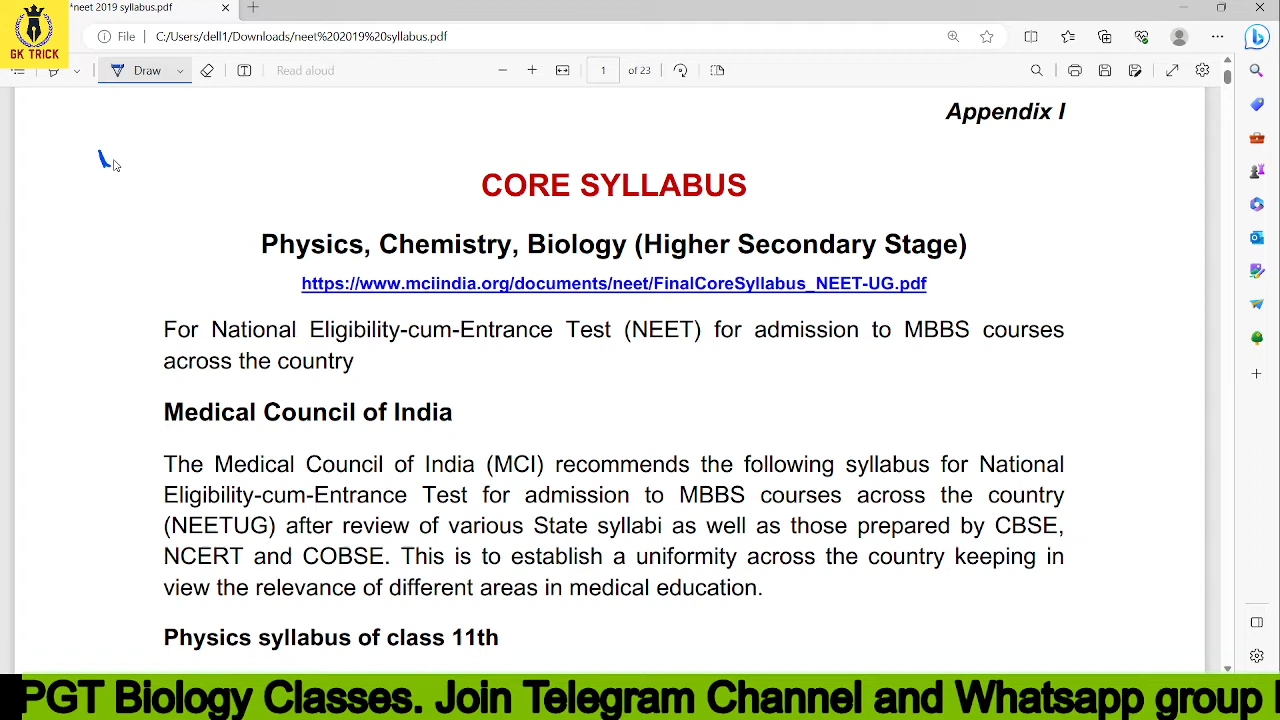 *neet 2019 syllabus.pdf
File C:/Users/dell1/Downloads/neet%202019%20syllabus.pdf
GK TRICK
Draw Read aloud 1 of 23
Appendix I
CORE SYLLABUS
Physics, Chemistry, Biology (Higher Secondary Stage)
https://www.mciindia.org/documents/neet/FinalCoreSyllabus_NEET-UG.pdf
For National Eligibility-cum-Entrance Test (NEET) for admission to MBBS courses
across the country
Medical Council of India
The Medical Council of India (MCI) recommends the following syllabus for National
Eligibility-cum-Entrance Test for admission to MBBS courses across the country
(NEETUG) after review of various State syllabi as well as those prepared by CBSE,
NCERT and COBSE. This is to establish a uniformity across the country keeping in
view the relevance of different areas in medical education.
Physics syllabus of class 11th
PGT Biology Classes. Join Telegram Channel and Whatsapp group